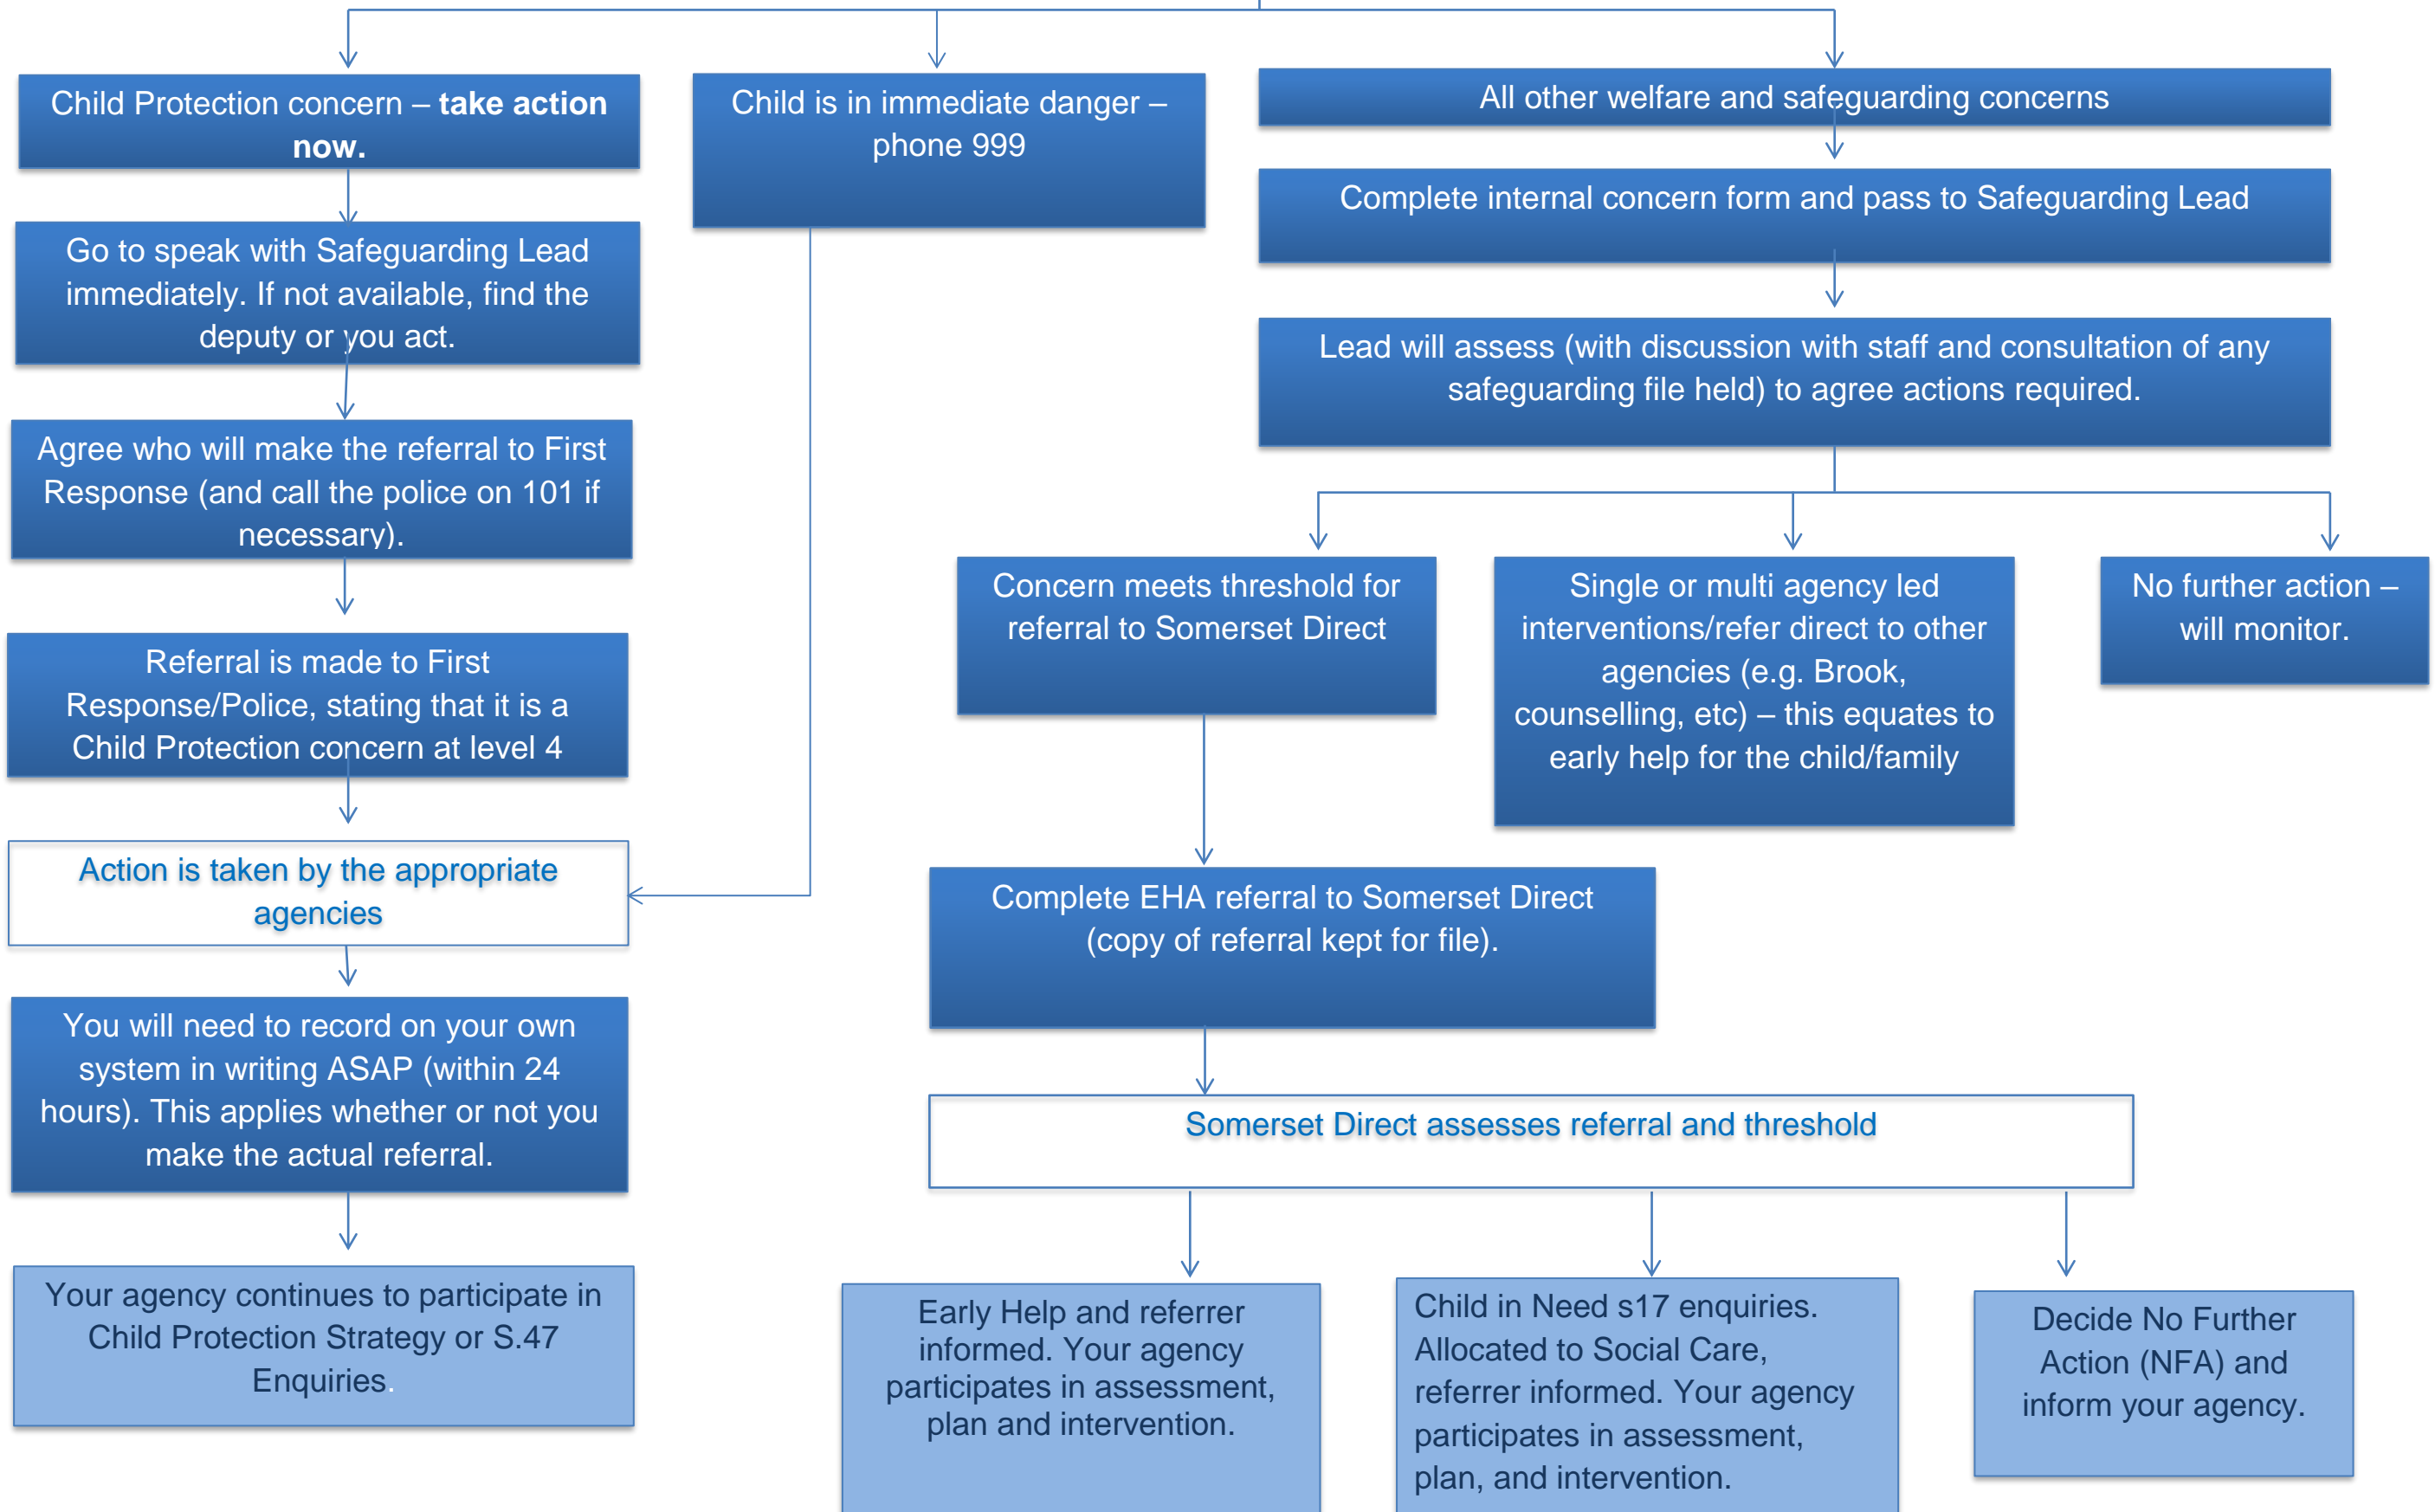 Child Protection concern – take action
now.
Go to speak with Safeguarding Lead
immediately. If not available, find the
deputy or you act.
Agree who will make the referral to First
Response (and call the police on 101 if
necessary).
Referral is made to First
Response/Police, stating that it is a
Child Protection concern at level 4
Action is taken by the appropriate
agencies
You will need to record on your own
system in writing ASAP (within 24
hours). This applies whether or not you
make the actual referral.
Your agency continues to participate in
Child Protection Strategy or S.47
Enquiries.
Child is in immediate danger –
phone 999
All other welfare and safeguarding concerns
Complete internal concern form and pass to Safeguarding Lead
Lead will assess (with discussion with staff and consultation of any
safeguarding file held) to agree actions required.
Concern meets threshold for
referral to Somerset Direct
Single or multi agency led
interventions/refer direct to other
agencies (e.g. Brook,
counselling, etc) – this equates to
early help for the child/family
No further action –
will monitor.
Complete EHA referral to Somerset Direct
(copy of referral kept for file).
Somerset Direct assesses referral and threshold
Early Help and referrer
informed. Your agency
participates in assessment,
plan and intervention.
Child in Need s17 enquiries.
Allocated to Social Care,
referrer informed. Your agency
participates in assessment,
plan, and intervention.
Decide No Further
Action (NFA) and
inform your agency.